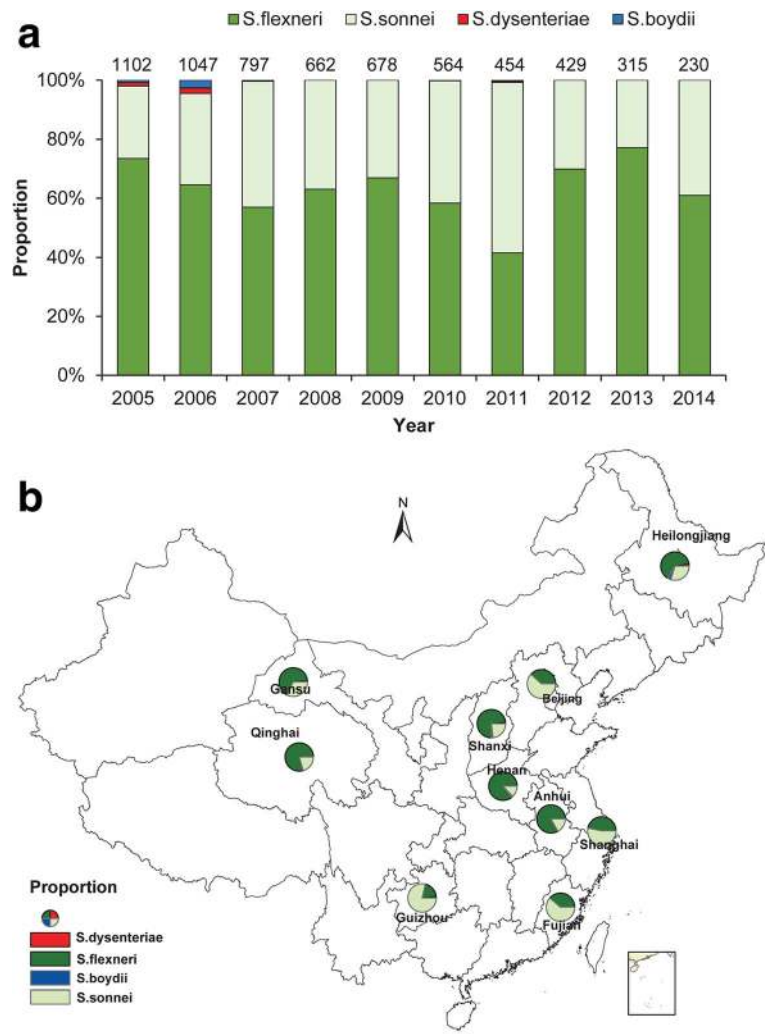 a
S.flexneri S.sonnei S.dysenteriae S.boydii
1102 1047 797 662 678 564 454 429 315 230
100%
80%
60%
40%
20%
0%
Proportion
2005 2006 2007 2008 2009 2010 2011 2012 2013 2014
Year
b
N
Heilongjiang
Gansu
Beijing
Qinghai
Shanxi
Henan
Anhui
Shanghai
Guizhou
Fujian
Proportion
S.dysenteriae
S.flexneri
S.boydii
S.sonnei